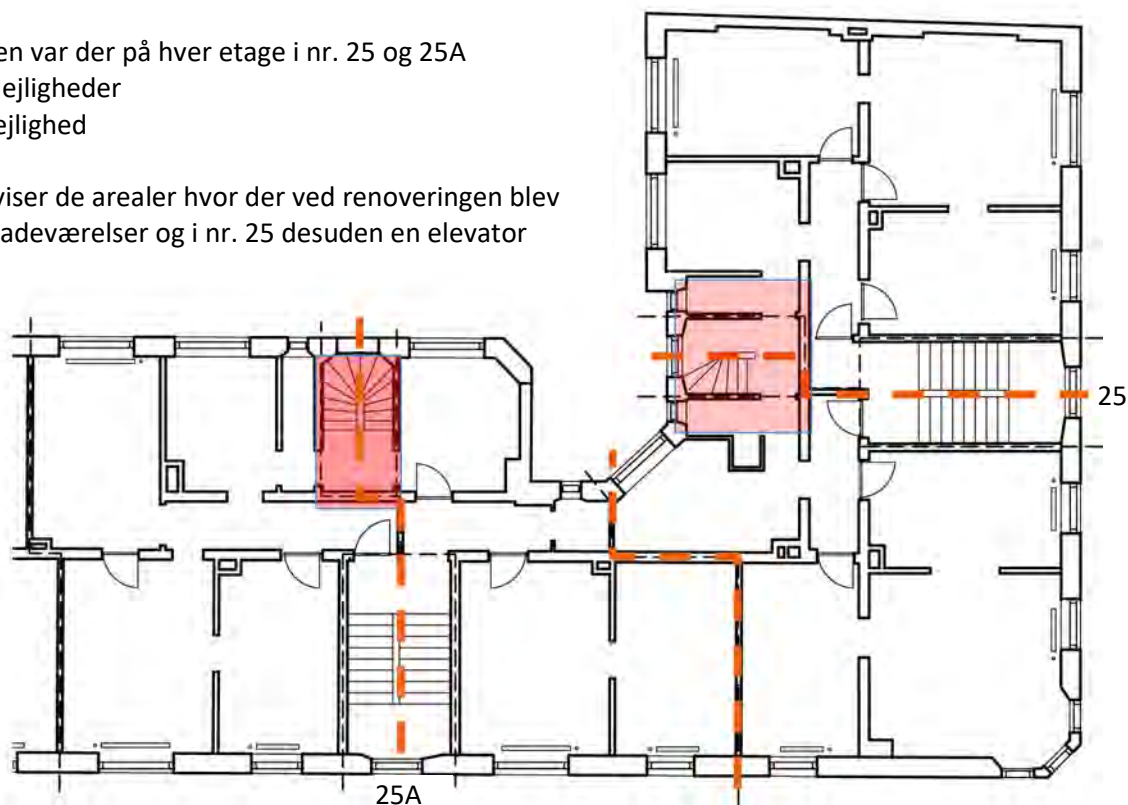 en var der på hver etage i nr. 25 og 25A
ejligheder
ejlighed
viser de arealer hvor der ved renoveringen blev
adeværelser og i nr. 25 desuden en elevator
25
25A